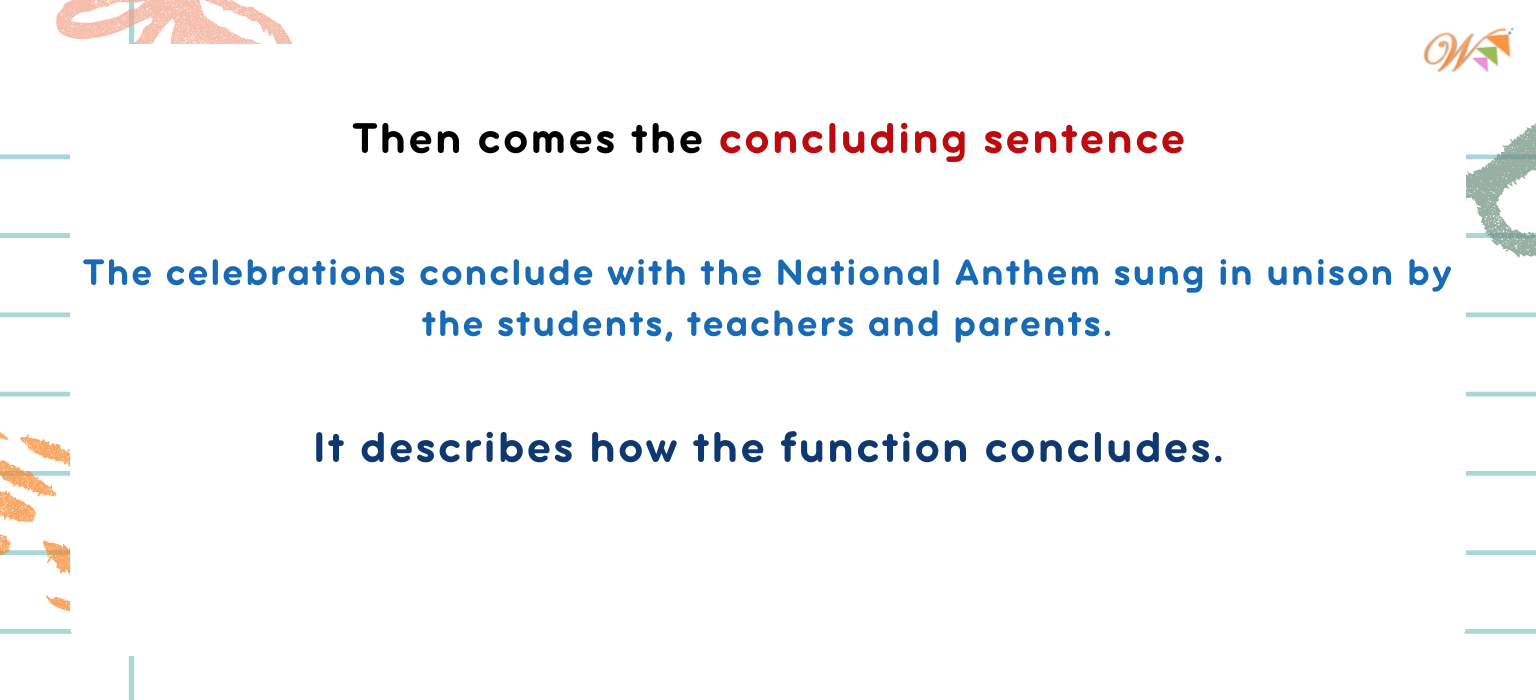 W
Then comes the concluding sentence
The celebrations conclude with the National Anthem sung in unison by
the students, teachers and parents.
It describes how the function concludes.